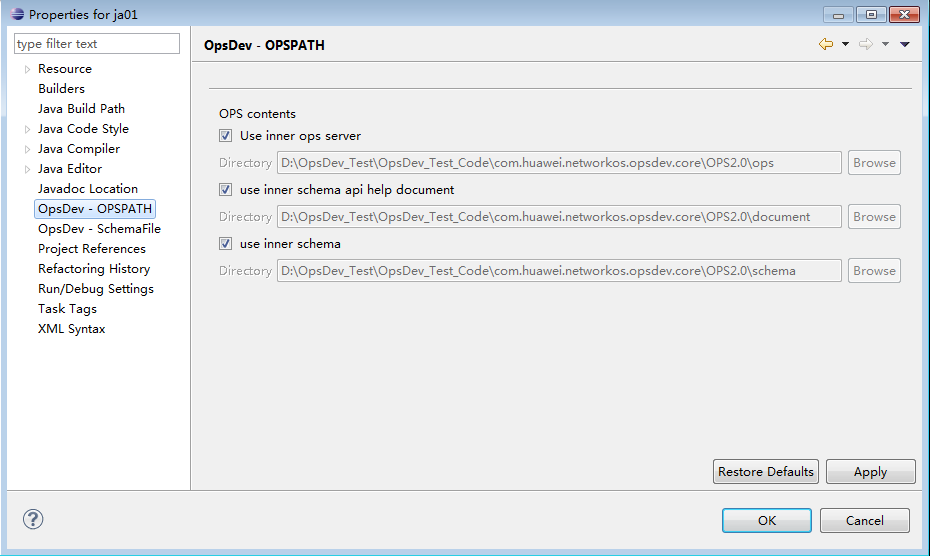 Properties for ja01
type filter text
Resource
Builders
Java Build Path
Java Code Style
Java Compiler
Java Editor
Javadoc Location
OpsDev - OPSPATH
OpsDev - SchemaFile
Project References
Refactoring History
Run/Debug Settings
Task Tags
XML Syntax
OpsDev - OPSPATH
OPS contents
Use inner ops server
Directory D:\OpsDev_Test\OpsDev_Test_Code\com.huawei.networkos.opsdev.core\OPS2.0\ops Browse
use inner schema api help document
Directory D:\OpsDev_Test\OpsDev_Test_Code\com.huawei.networkos.opsdev.core\OPS2.0\document Browse
use inner schema
Directory D:\OpsDev_Test\OpsDev_Test_Code\com.huawei.networkos.opsdev.core\OPS2.0\schema Browse
Restore Defaults Apply
? OK Cancel